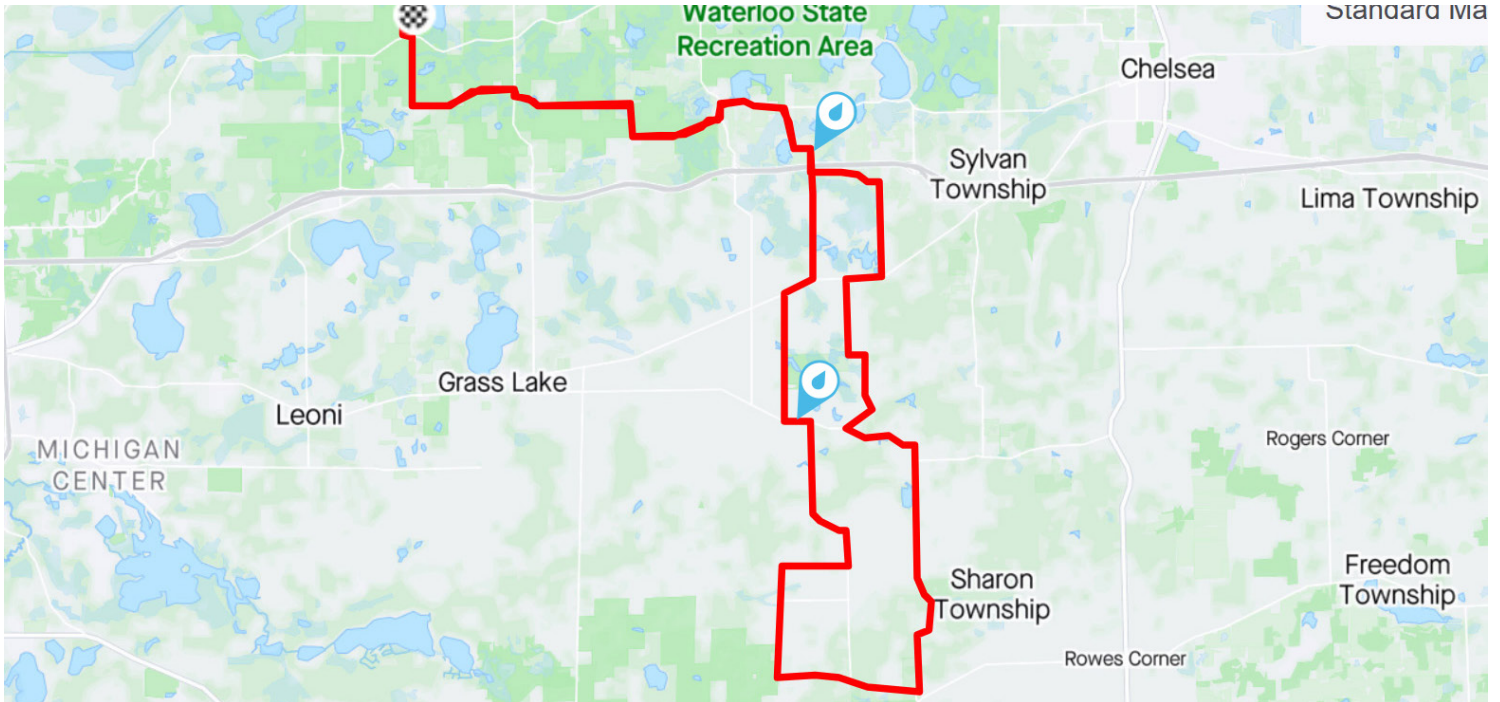 Waterloo State
Recreation Area
Standard Ma
Chelsea
Sylvan
Township
Lima Township
Grass Lake
Leoni
MICHIGAN
CENTER
Rogers Corner
Sharon
Township
Freedom
Township
Rowes Corner